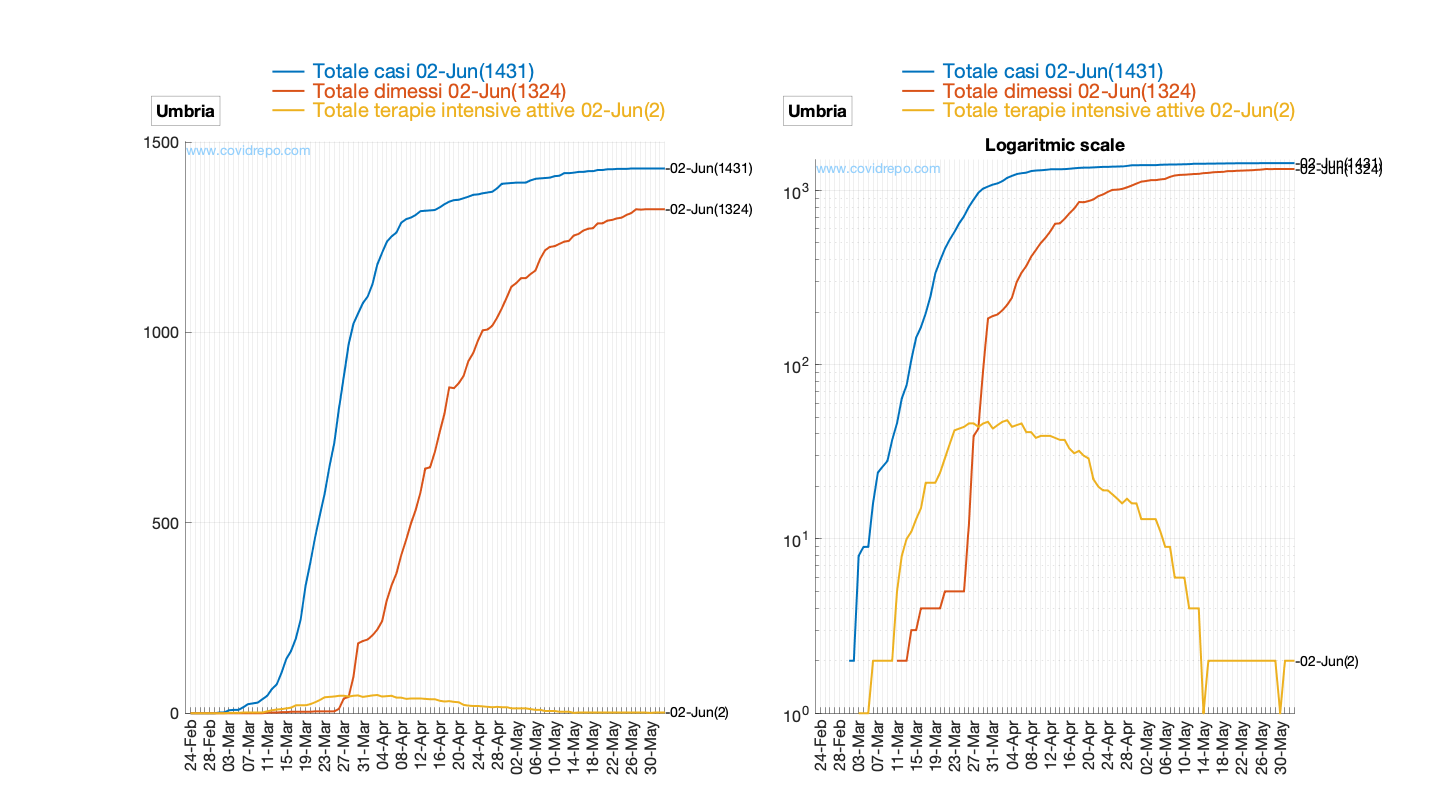 Totale casi 02-Jun(1431)
Totale dimessi 02-Jun(1324)
Totale terapie intensive attive 02-Jun(2)
Umbria
www.covidrepo.com
1500
1000
500
0
-02-Jun(1431)
-02-Jun(1324)
-02-Jun(2)
24-Feb
28-Feb
03-Mar
07-Mar
11-Mar
15-Mar
19-Mar
23-Mar
27-Mar
31-Mar
04-Apr
08-Apr
12-Apr
16-Apr
20-Apr
24-Apr
28-Apr
02-May
06-May
10-May
14-May
18-May
22-May
26-May
30-May
Totale casi 02-Jun(1431)
Totale dimessi 02-Jun(1324)
Totale terapie intensive attive 02-Jun(2)
Umbria
Logaritmic scale
www.covidrepo.com
10³
10²
10¹
10⁰
-02-Jun(1431)
-02-Jun(1324)
-02-Jun(2)
24-Feb
28-Feb
03-Mar
07-Mar
11-Mar
15-Mar
19-Mar
23-Mar
27-Mar
31-Mar
04-Apr
08-Apr
12-Apr
16-Apr
20-Apr
24-Apr
28-Apr
02-May
06-May
10-May
14-May
18-May
22-May
26-May
30-May